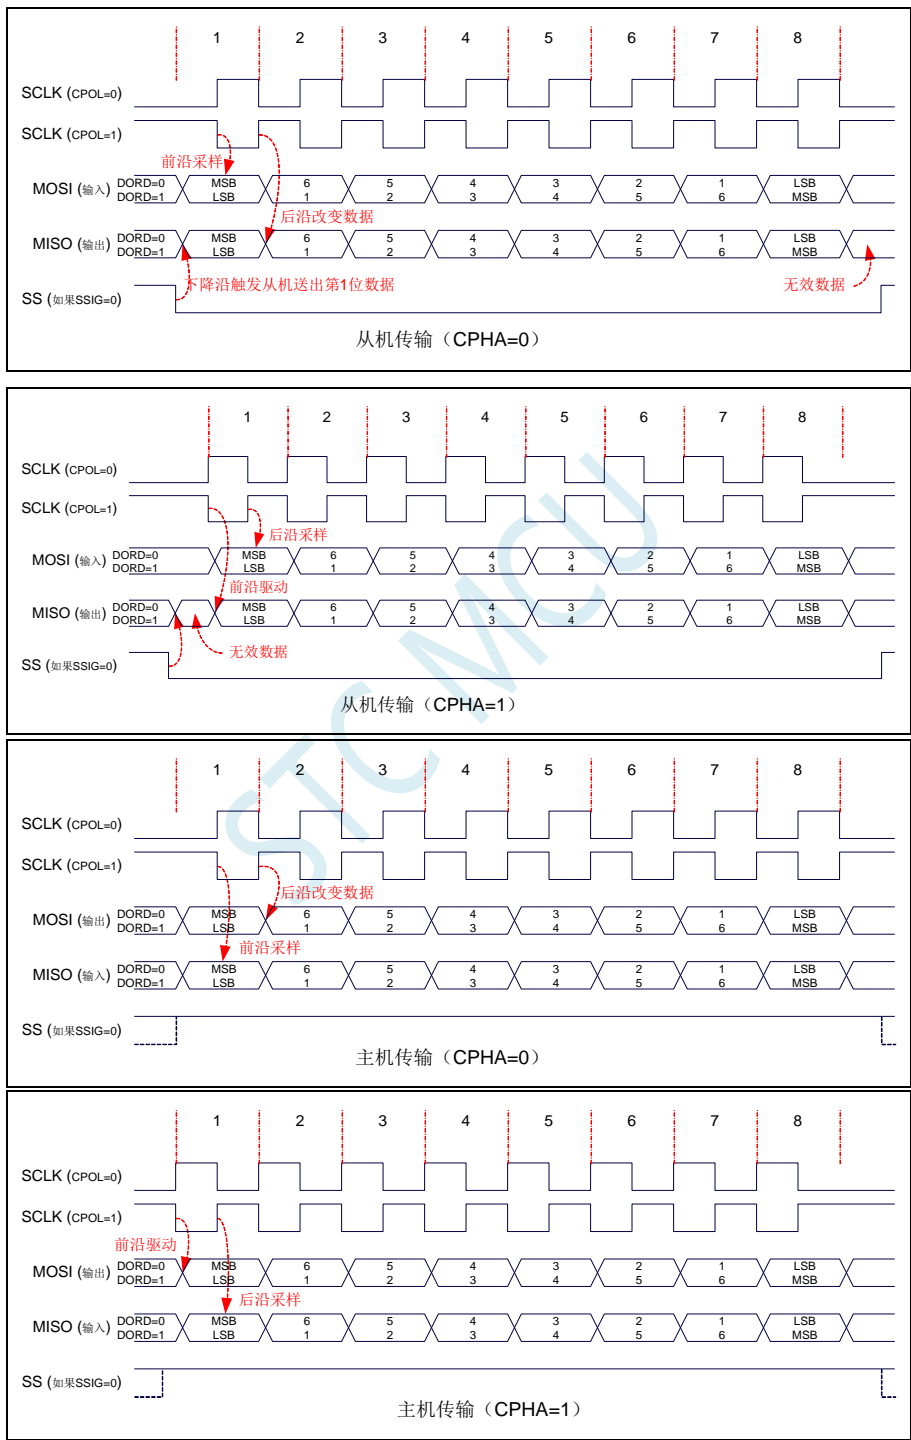 1 2 3 4 5 6 7 8
SCLK (CPOL=0)
SCLK (CPOL=1)
前沿采样
MOSI (输入) DORD=0 MSB 6 5 4 3 2 1 LSB
DORD=1 LSB 1 2 3 4 5 6 MSB
后沿改变数据
MISO (输出) DORD=0 MSB 6 5 4 3 2 1 LSB
DORD=1 LSB 1 2 3 4 5 6 MSB
下降沿触发从机送出第1位数据 无效数据
SS (如果SSIG=0)
从机传输（CPHA=0）
1 2 3 4 5 6 7 8
SCLK (CPOL=0)
SCLK (CPOL=1)
后沿采样
MOSI (输入) DORD=0 MSB 6 5 4 3 2 1 LSB
DORD=1 LSB 1 2 3 4 5 6 MSB
前沿驱动
MISO (输出) DORD=0 MSB 6 5 4 3 2 1 LSB
DORD=1 LSB 1 2 3 4 5 6 MSB
无效数据
SS (如果SSIG=0)
从机传输（CPHA=1）
STC MCU
1 2 3 4 5 6 7 8
SCLK (CPOL=0)
SCLK (CPOL=1)
后沿改变数据
MOSI (输出) DORD=0 MSB 6 5 4 3 2 1 LSB
DORD=1 LSB 1 2 3 4 5 6 MSB
前沿采样
MISO (输入) DORD=0 MSB 6 5 4 3 2 1 LSB
DORD=1 LSB 1 2 3 4 5 6 MSB
SS (如果SSIG=0)
主机传输（CPHA=0）
1 2 3 4 5 6 7 8
SCLK (CPOL=0)
SCLK (CPOL=1)
前沿驱动
MOSI (输出) DORD=0 MSB 6 5 4 3 2 1 LSB
DORD=1 LSB 1 2 3 4 5 6 MSB
后沿采样
MISO (输入) DORD=0 MSB 6 5 4 3 2 1 LSB
DORD=1 LSB 1 2 3 4 5 6 MSB
SS (如果SSIG=0)
主机传输（CPHA=1）